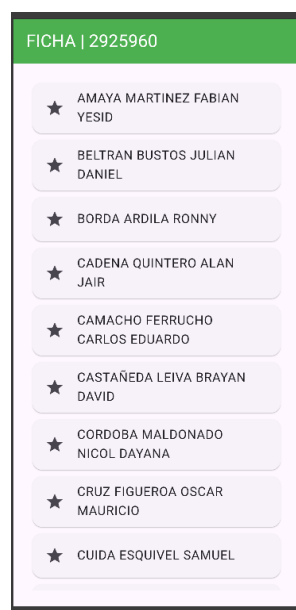 FICHA | 2925960
AMAYA MARTINEZ FABIAN
YESID
BELTRAN BUSTOS JULIAN
DANIEL
BORDA ARDILA RONNY
CADENA QUINTERO ALAN
JAIR
CAMACHO FERRUCHO
CARLOS EDUARDO
CASTAÑEDA LEIVA BRAYAN
DAVID
CORDOBA MALDONADO
NICOL DAYANA
CRUZ FIGUEROA OSCAR
MAURICIO
CUIDA ESQUIVEL SAMUEL